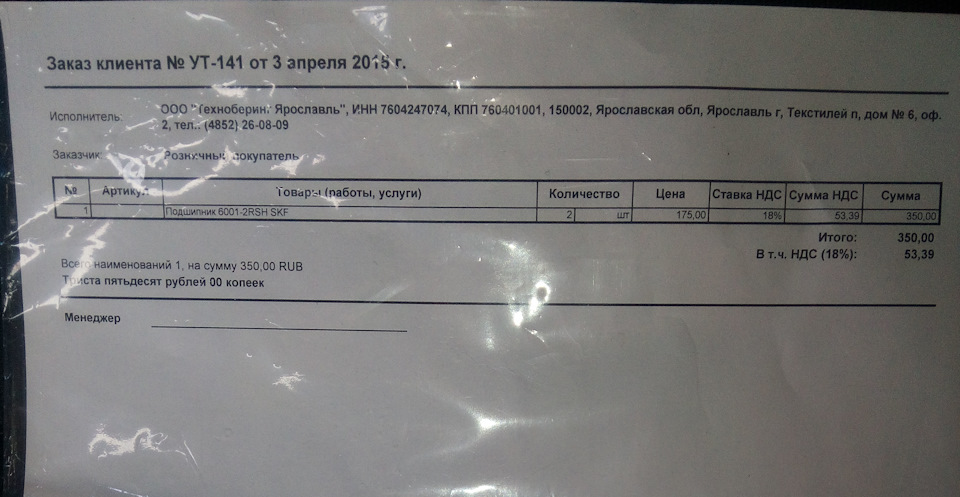 Заказ клиента № УТ-141 от 3 апреля 2015 г.
Исполнитель: ООО "Техноберинг Ярославль", ИНН 7604247074, КПП 760401001, 150002, Ярославская обл, Ярославль г, Текстилей п, дом № 6, оф.
2, тел.: (4852) 26-08-09
Заказчик: Розничный покупатель
№ Артикул Товары (работы, услуги) Количество Цена Ставка НДС Сумма НДС Сумма
1 Подшипник 6001-2RSH SKF 2 шт 175,00 18% 53,39 350,00
Итого: 350,00
В т.ч. НДС (18%): 53,39
Всего наименований 1, на сумму 350,00 RUB
Триста пятьдесят рублей 00 копеек
Менеджер